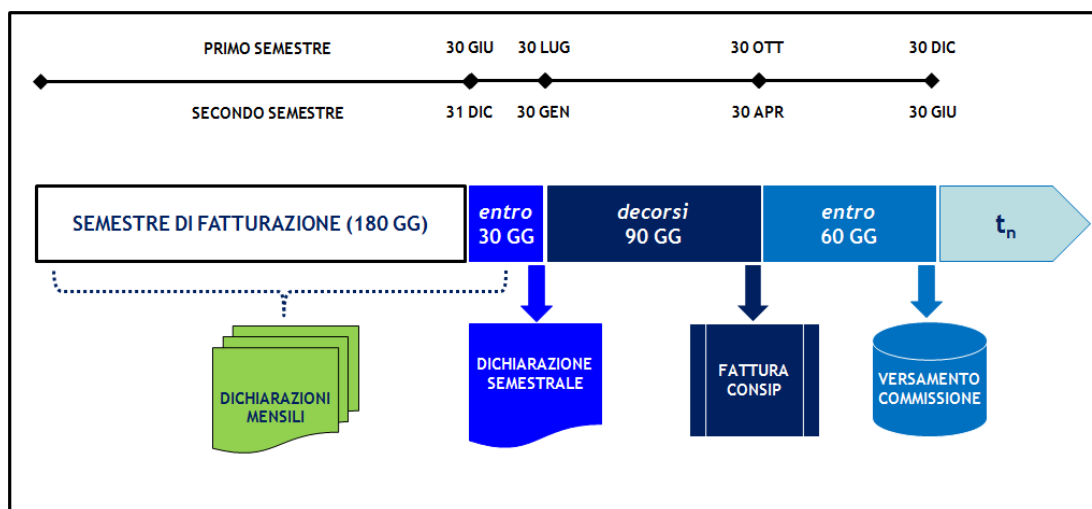 PRIMO SEMESTRE
30 GIU
30 LUG
30 OTT
30 DIC
SECONDO SEMESTRE
31 DIC
30 GEN
30 APR
30 GIU
SEMESTRE DI FATTURAZIONE (180 GG)
entro
30 GG
decorsi
90 GG
entro
60 GG
tn
DICHIARAZIONI
MENSILI
DICHIARAZIONE
SEMESTRALE
FATTURA
CONSIP
VERSAMENTO
COMMISSIONE